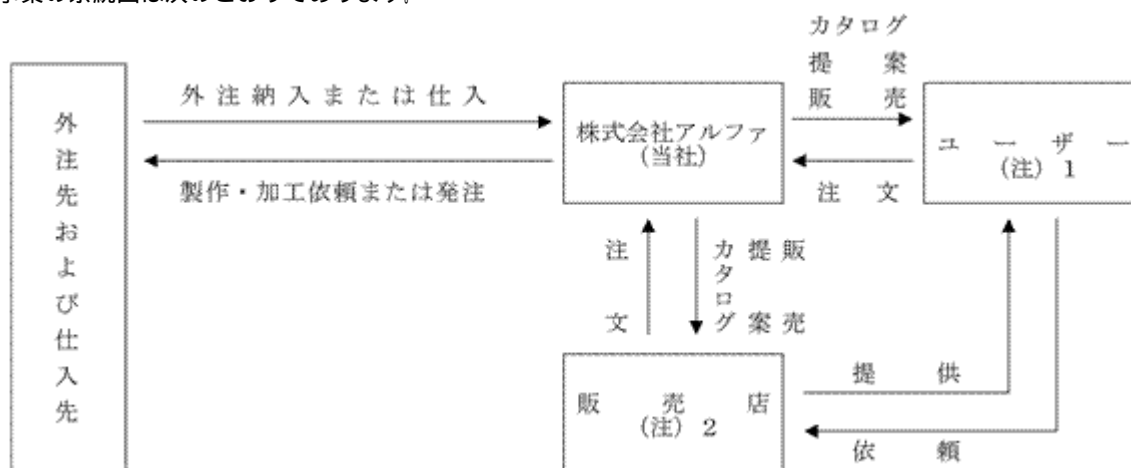 事業の系統図は次のとおりであります。
カタログ
提案
販売
外注納入または仕入
株式会社アルファ
(当社)
ユーザー
(注)1
製作・加工依頼または発注
注文
外注先および仕入先
注文
カタログ
提案
販売
販売店
(注)2
提供
依頼